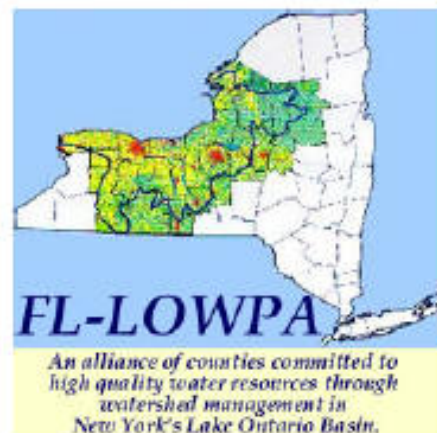 FL-LOWPA
An alliance of counties committed to
high quality water resources through
watershed management in
New York's Lake Ontario Basin.